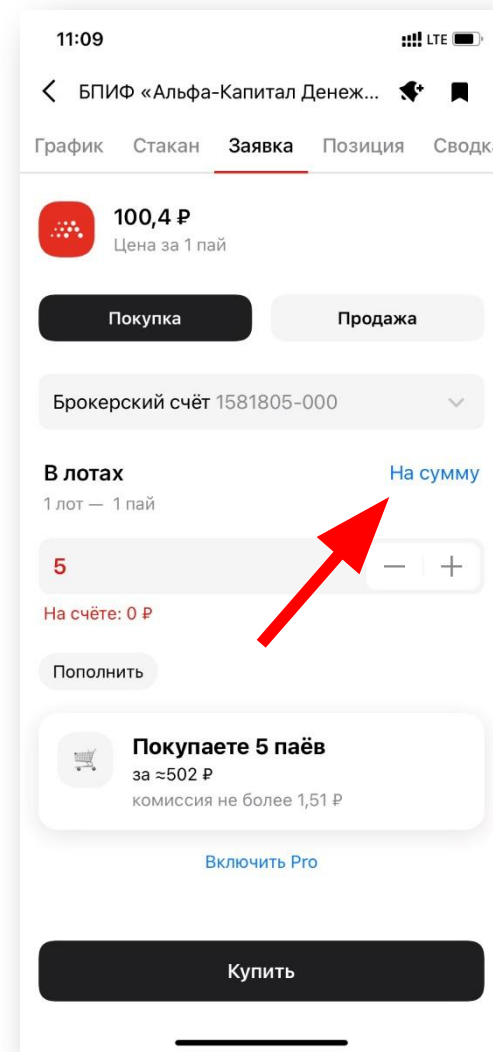 11:09 LTE
БПИФ «Альфа-Капитал Денеж...
График Стакан Заявка Позиция Сводка
100,4 ₽
Цена за 1 пай
Покупка Продажа
Брокерский счёт 1581805-000
В лотах На сумму
1 лот — 1 пай
5
На счёте: 0 ₽
Пополнить
Покупаете 5 паёв
за ≈502 ₽
комиссия не более 1,51 ₽
Включить Pro
Купить